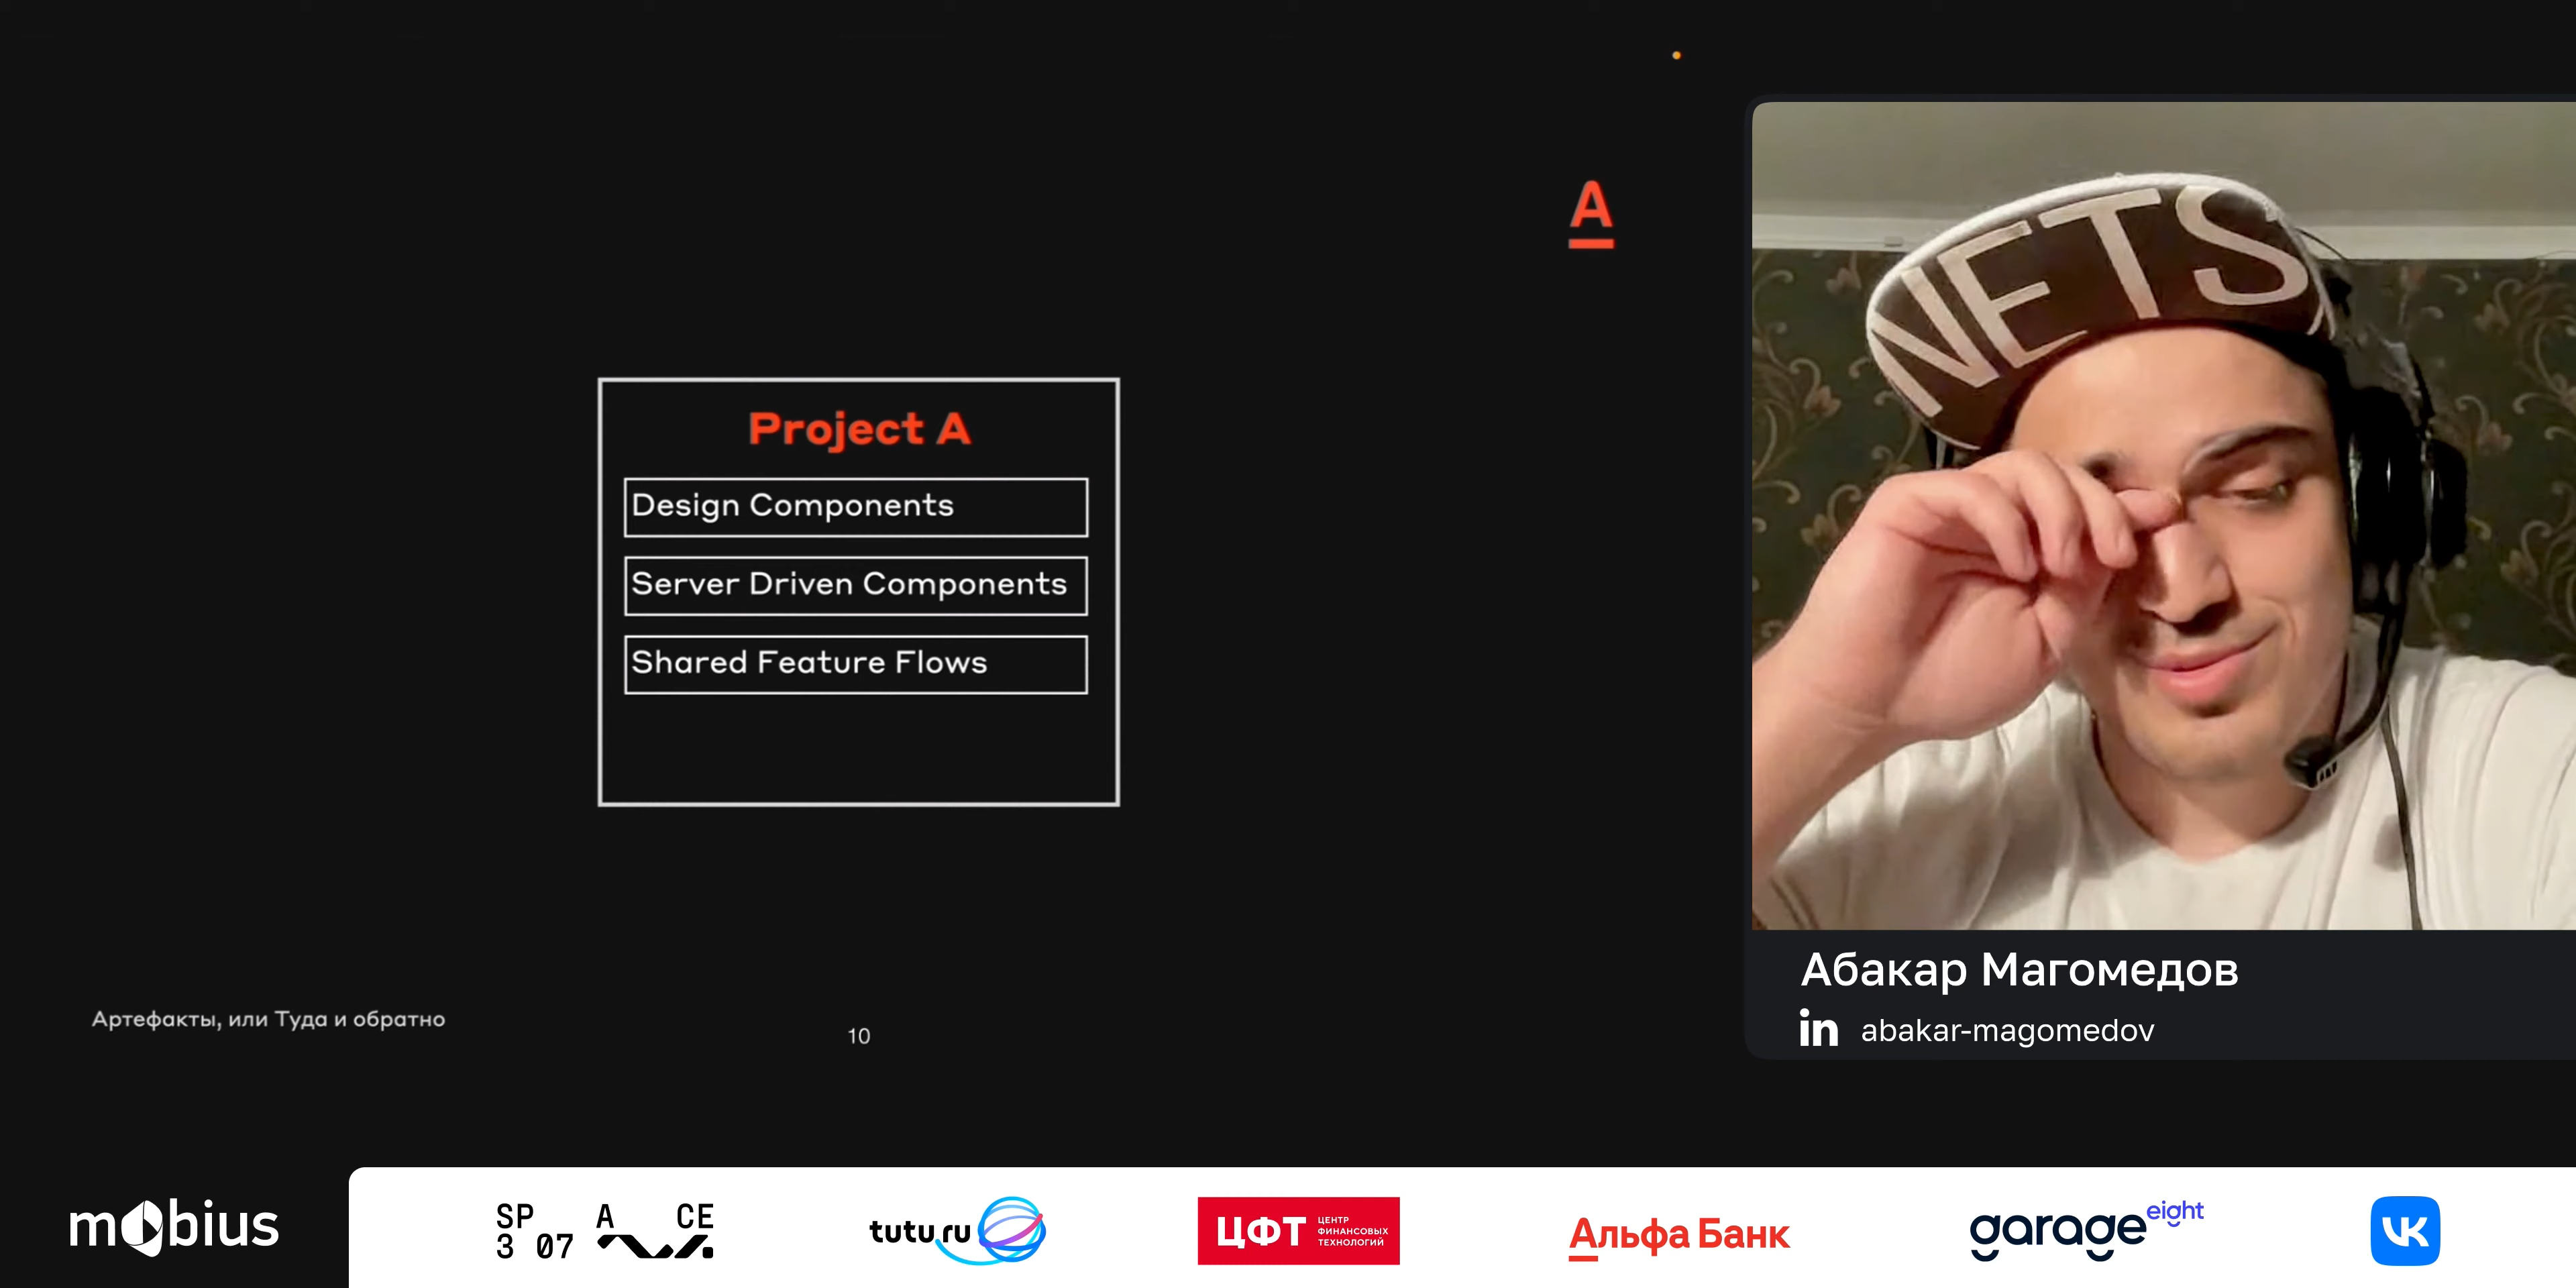 A
NETS
Project A
Design Components
Server Driven Components
Shared Feature Flows
Абакар Магомедов
in abakar-magomedov
Артефакты, или Туда и обратно
10
mobius
SP A CE
3 07
tutu.ru
ЦФТ
ЦЕНТР
ФИНАНСОВЫХ
ТЕХНОЛОГИЙ
Альфа Банк
garage eight
VK